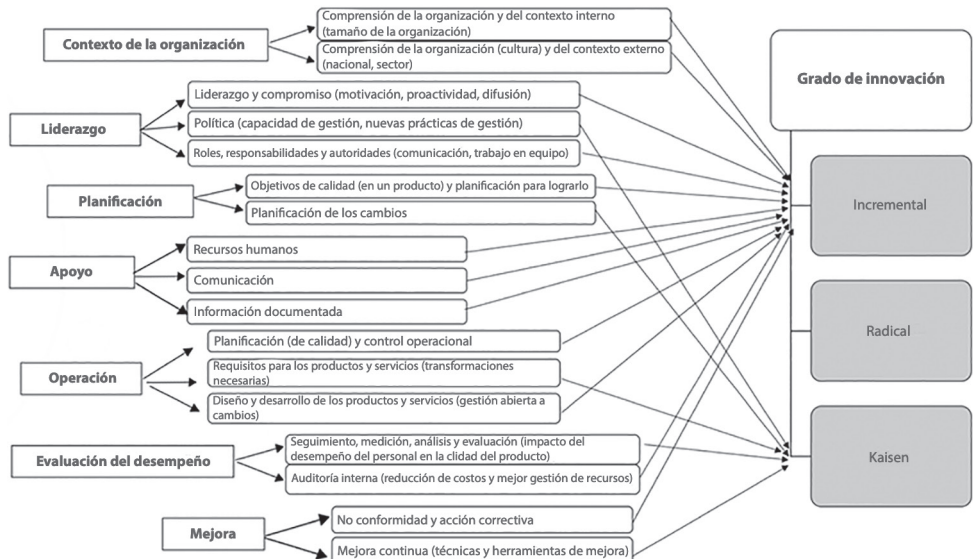 Contexto de la organización
Comprensión de la organización y del contexto interno
(tamaño de la organización)
Comprensión de la organización (cultura) y del contexto externo
(nacional, sector)
Liderazgo
Liderazgo y compromiso (motivación, proactividad, difusión)
Política (capacidad de gestión, nuevas prácticas de gestión)
Roles, responsabilidades y autoridades (comunicación, trabajo en equipo)
Planificación
Objetivos de calidad (en un producto) y planificación para lograrlo
Planificación de los cambios
Apoyo
Recursos humanos
Comunicación
Información documentada
Operación
Planificación (de calidad) y control operacional
Requisitos para los productos y servicios (transformaciones
necesarias)
Diseño y desarrollo de los productos y servicios (gestión abierta a
cambios)
Evaluación del desempeño
Seguimiento, medición, análisis y evaluación (impacto del
desempeño del personal en la clidad del producto)
Auditoría interna (reducción de costos y mejor gestión de recursos)
Mejora
No conformidad y acción correctiva
Mejora continua (técnicas y herramientas de mejora)
Grado de innovación
Incremental
Radical
Kaisen